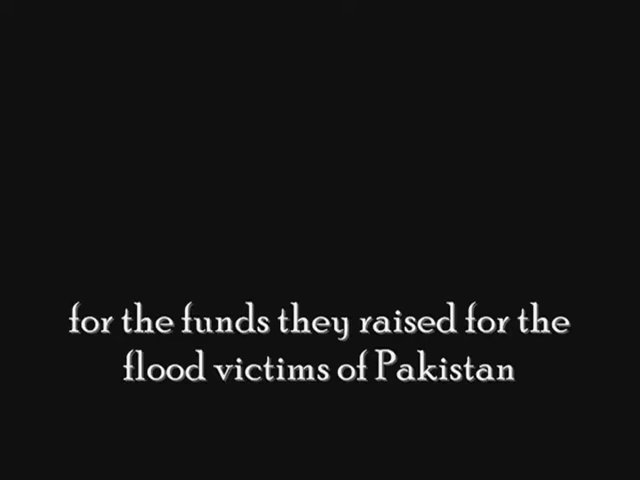 for the funds they raised for the
flood victims of Pakistan